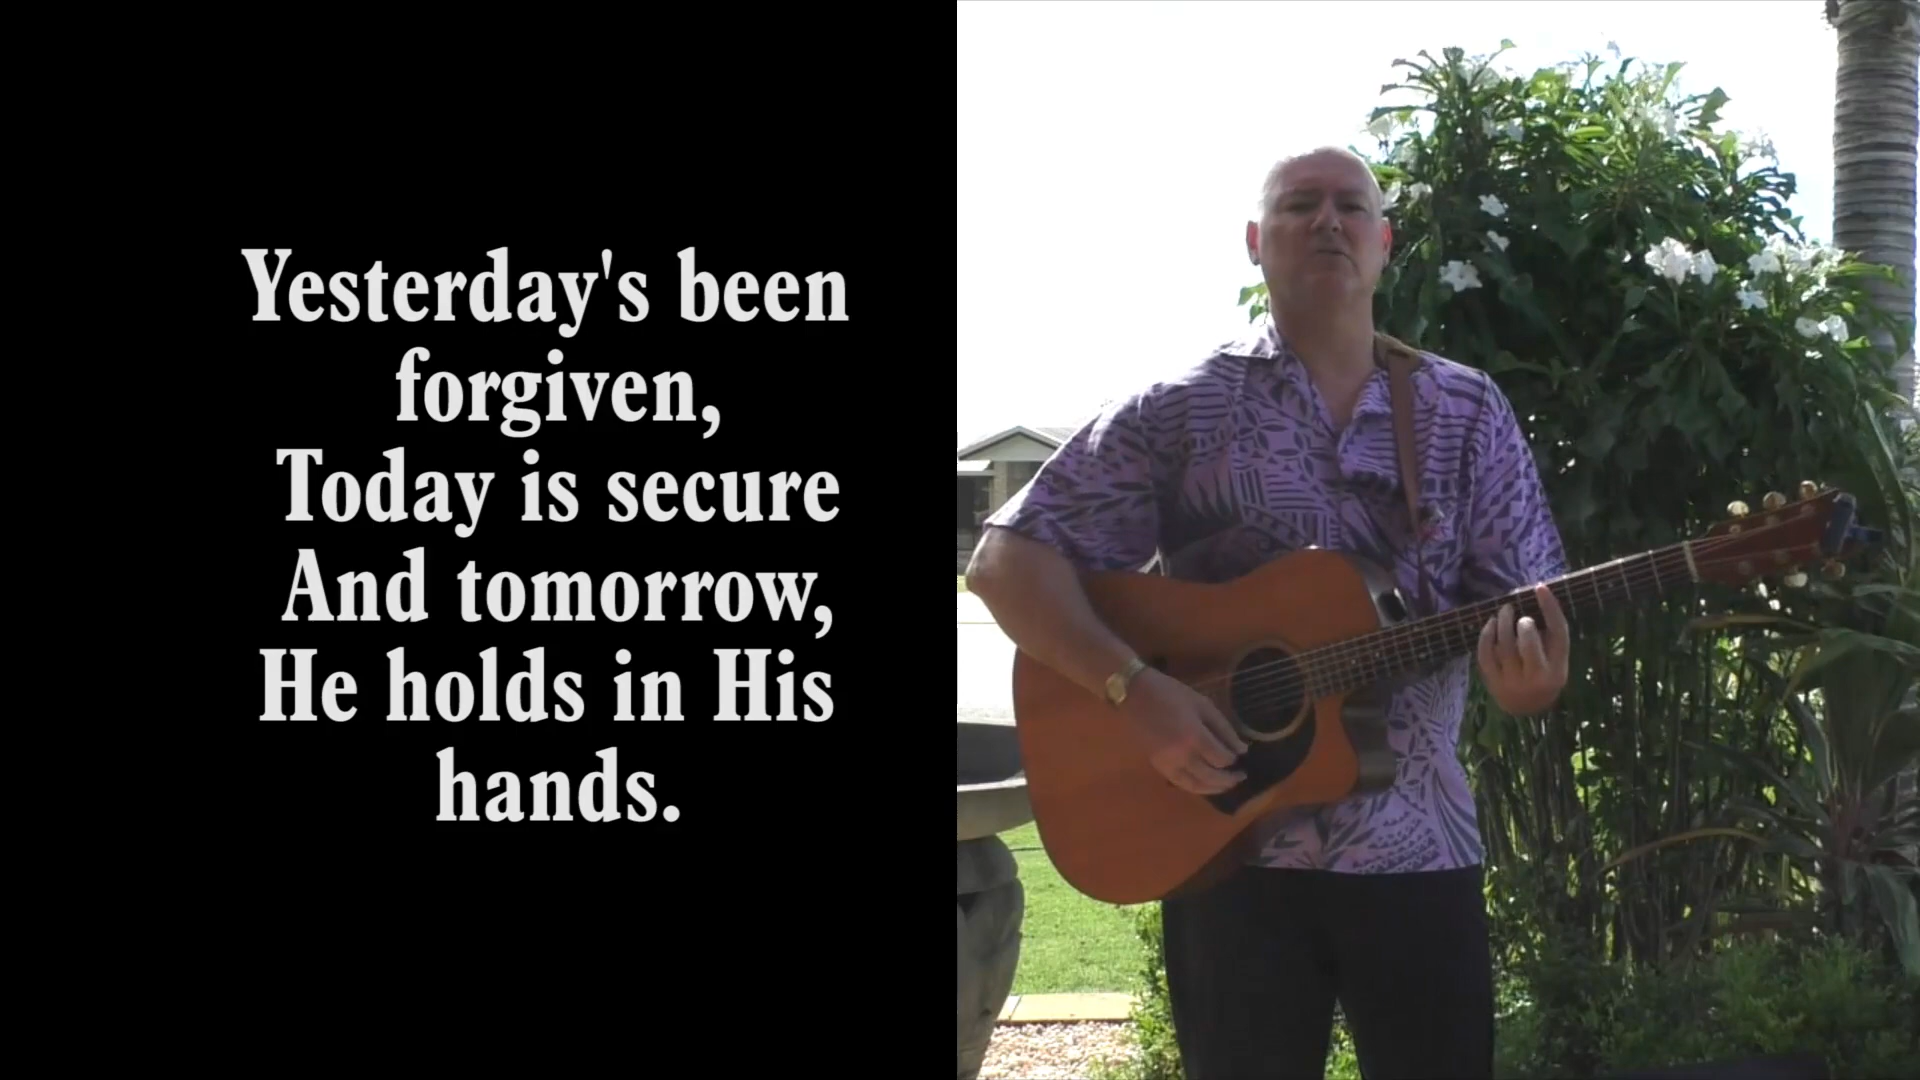 Yesterday's been
forgiven,
Today is secure
And tomorrow,
He holds in His
hands.